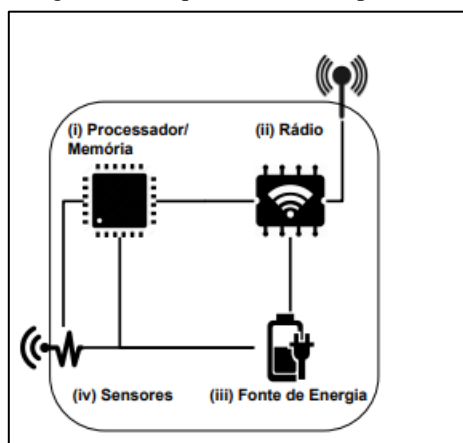 (i) Processador/
Memória
(ii) Rádio
(iv) Sensores
(iii) Fonte de Energia